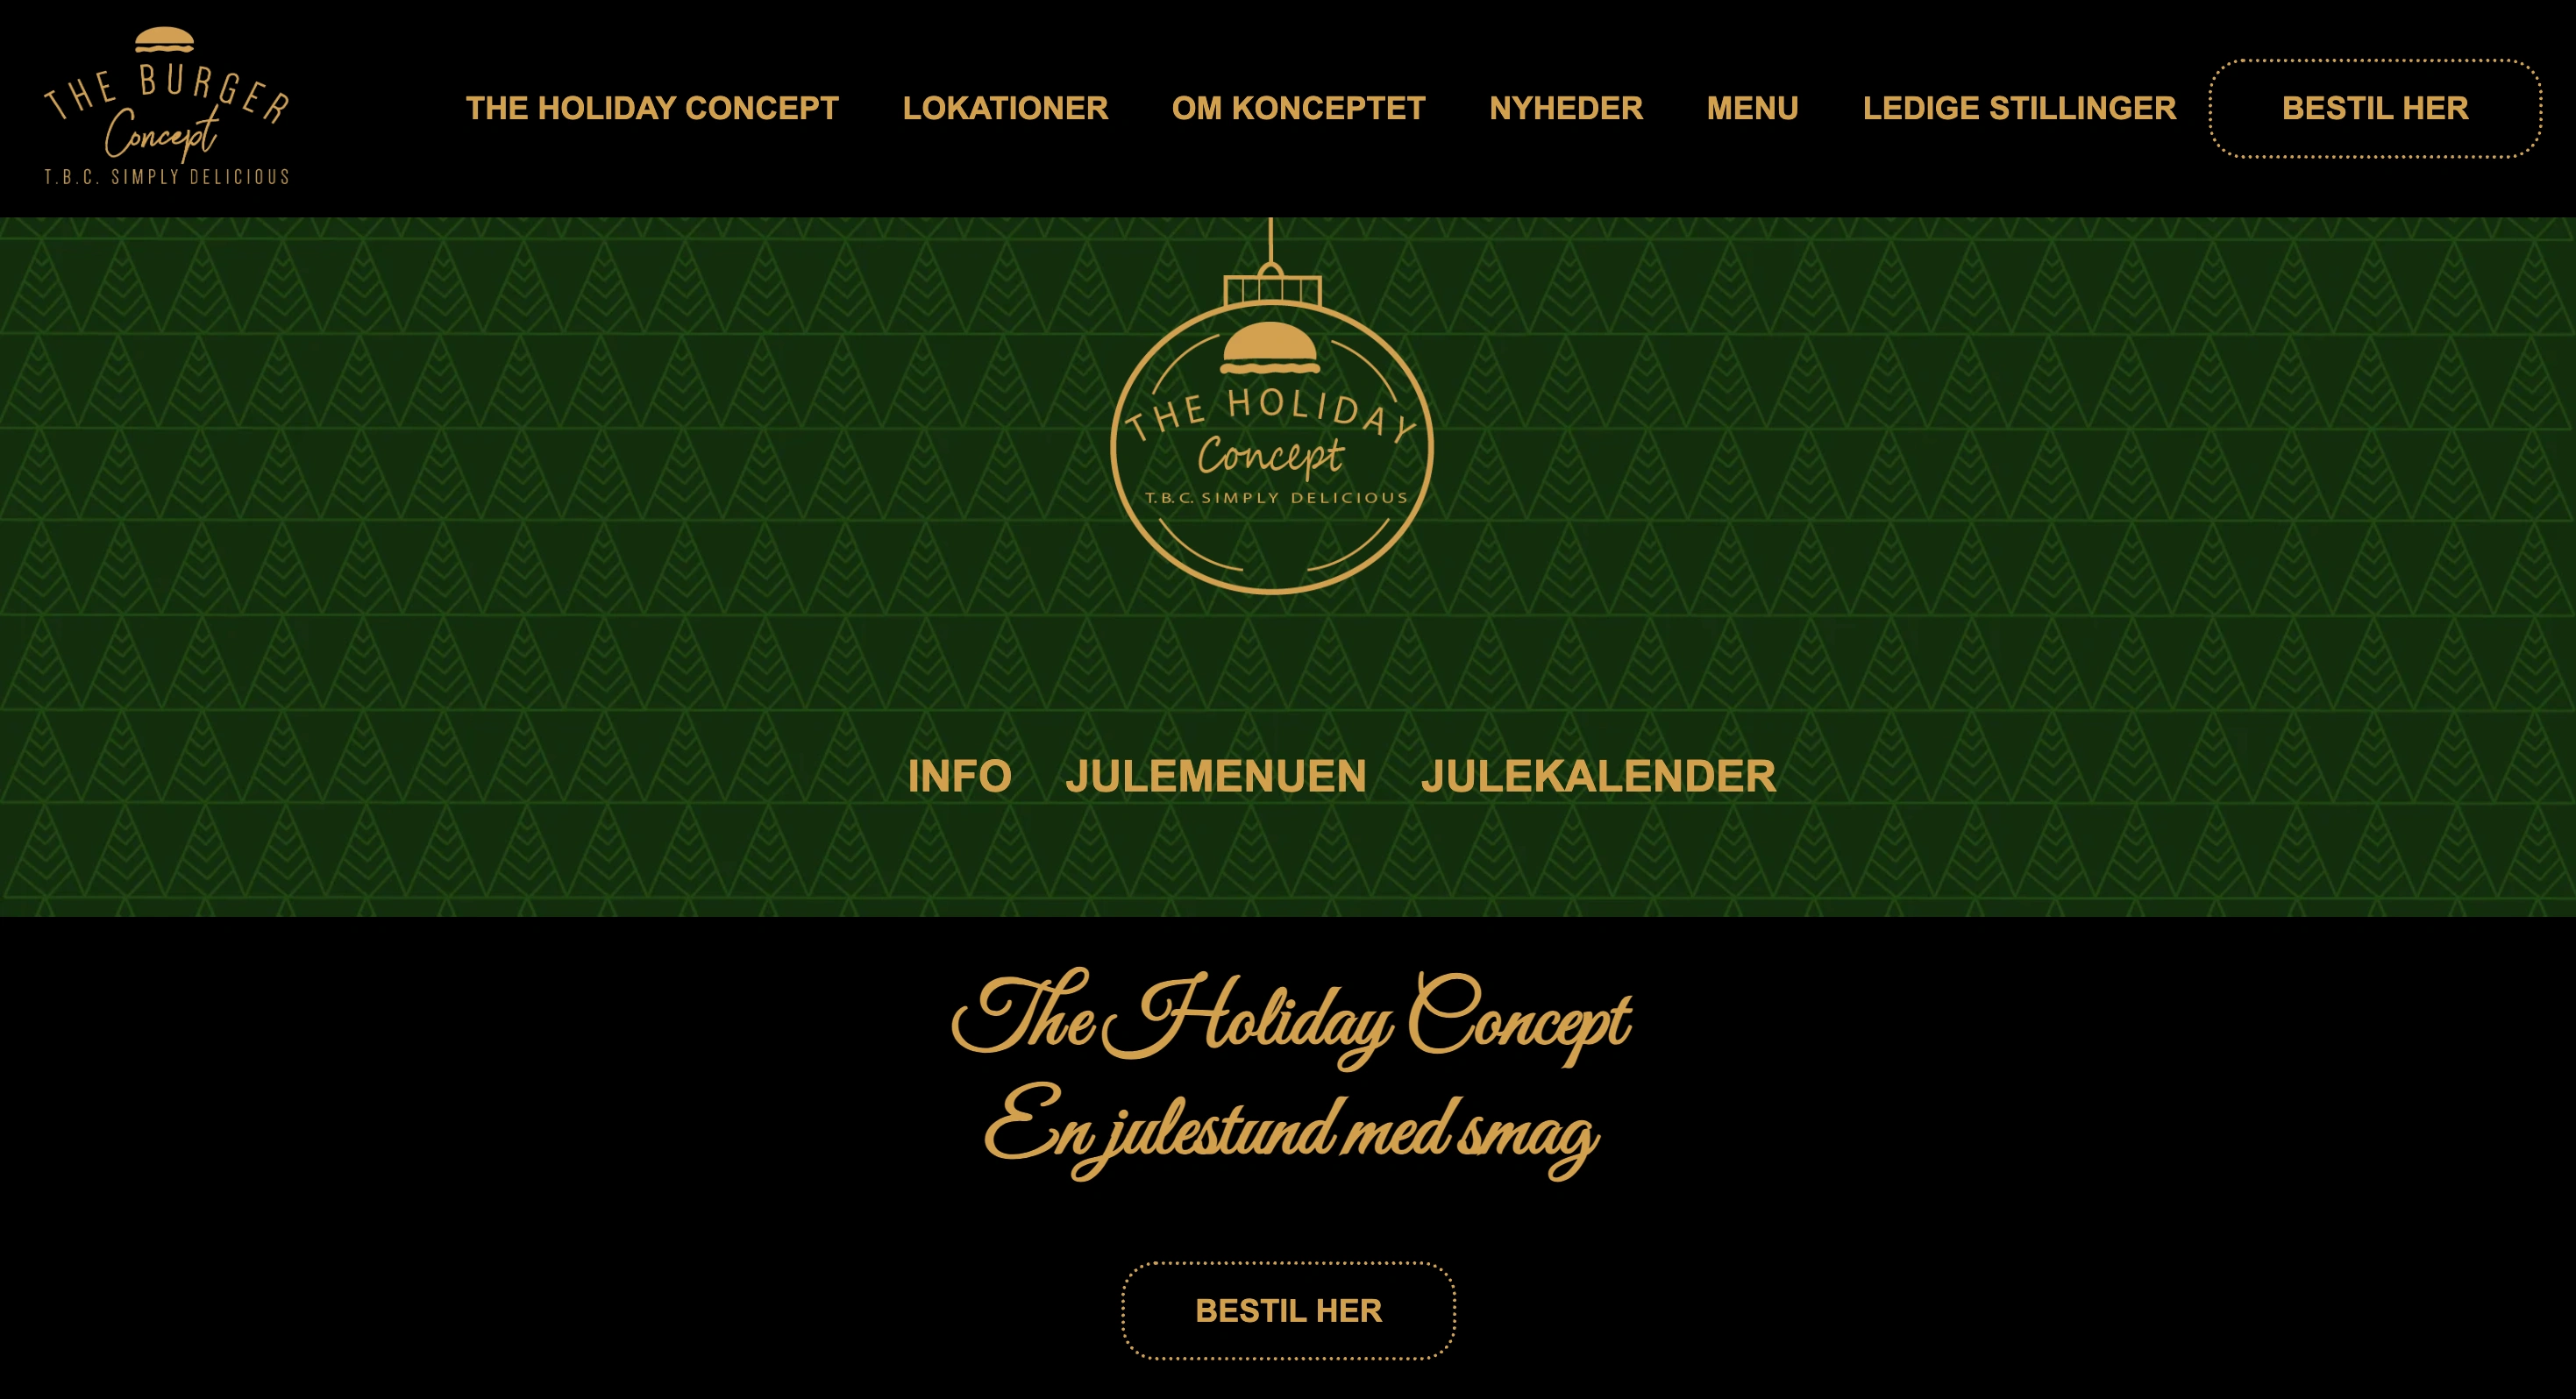 THE BURGER
Concept
T.B.C. SIMPLY DELICIOUS
THE HOLIDAY CONCEPT LOKATIONER OM KONCEPTET NYHEDER MENU LEDIGE STILLINGER BESTIL HER
THE HOLIDAY
Concept
T.B.C. SIMPLY DELICIOUS
INFO JULEMENUEN JULEKALENDER
The Holiday Concept
En julestund med smag
BESTIL HER